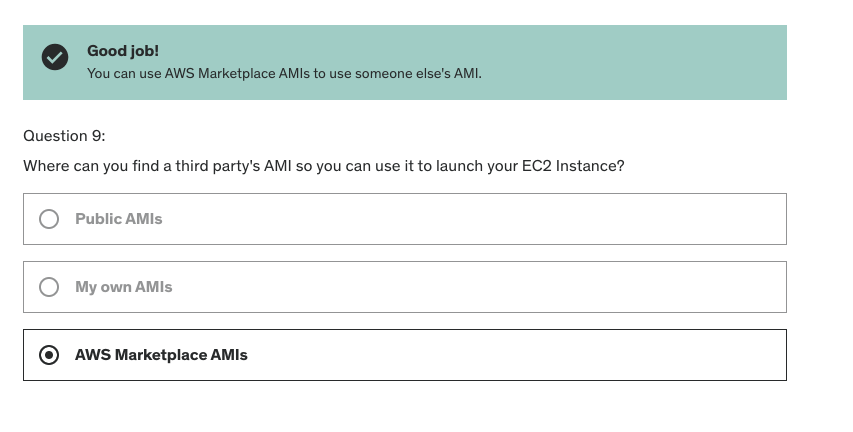 Good job!
You can use AWS Marketplace AMIs to use someone else's AMI.
Question 9:
Where can you find a third party's AMI so you can use it to launch your EC2 Instance?
Public AMIs
My own AMIs
AWS Marketplace AMIs